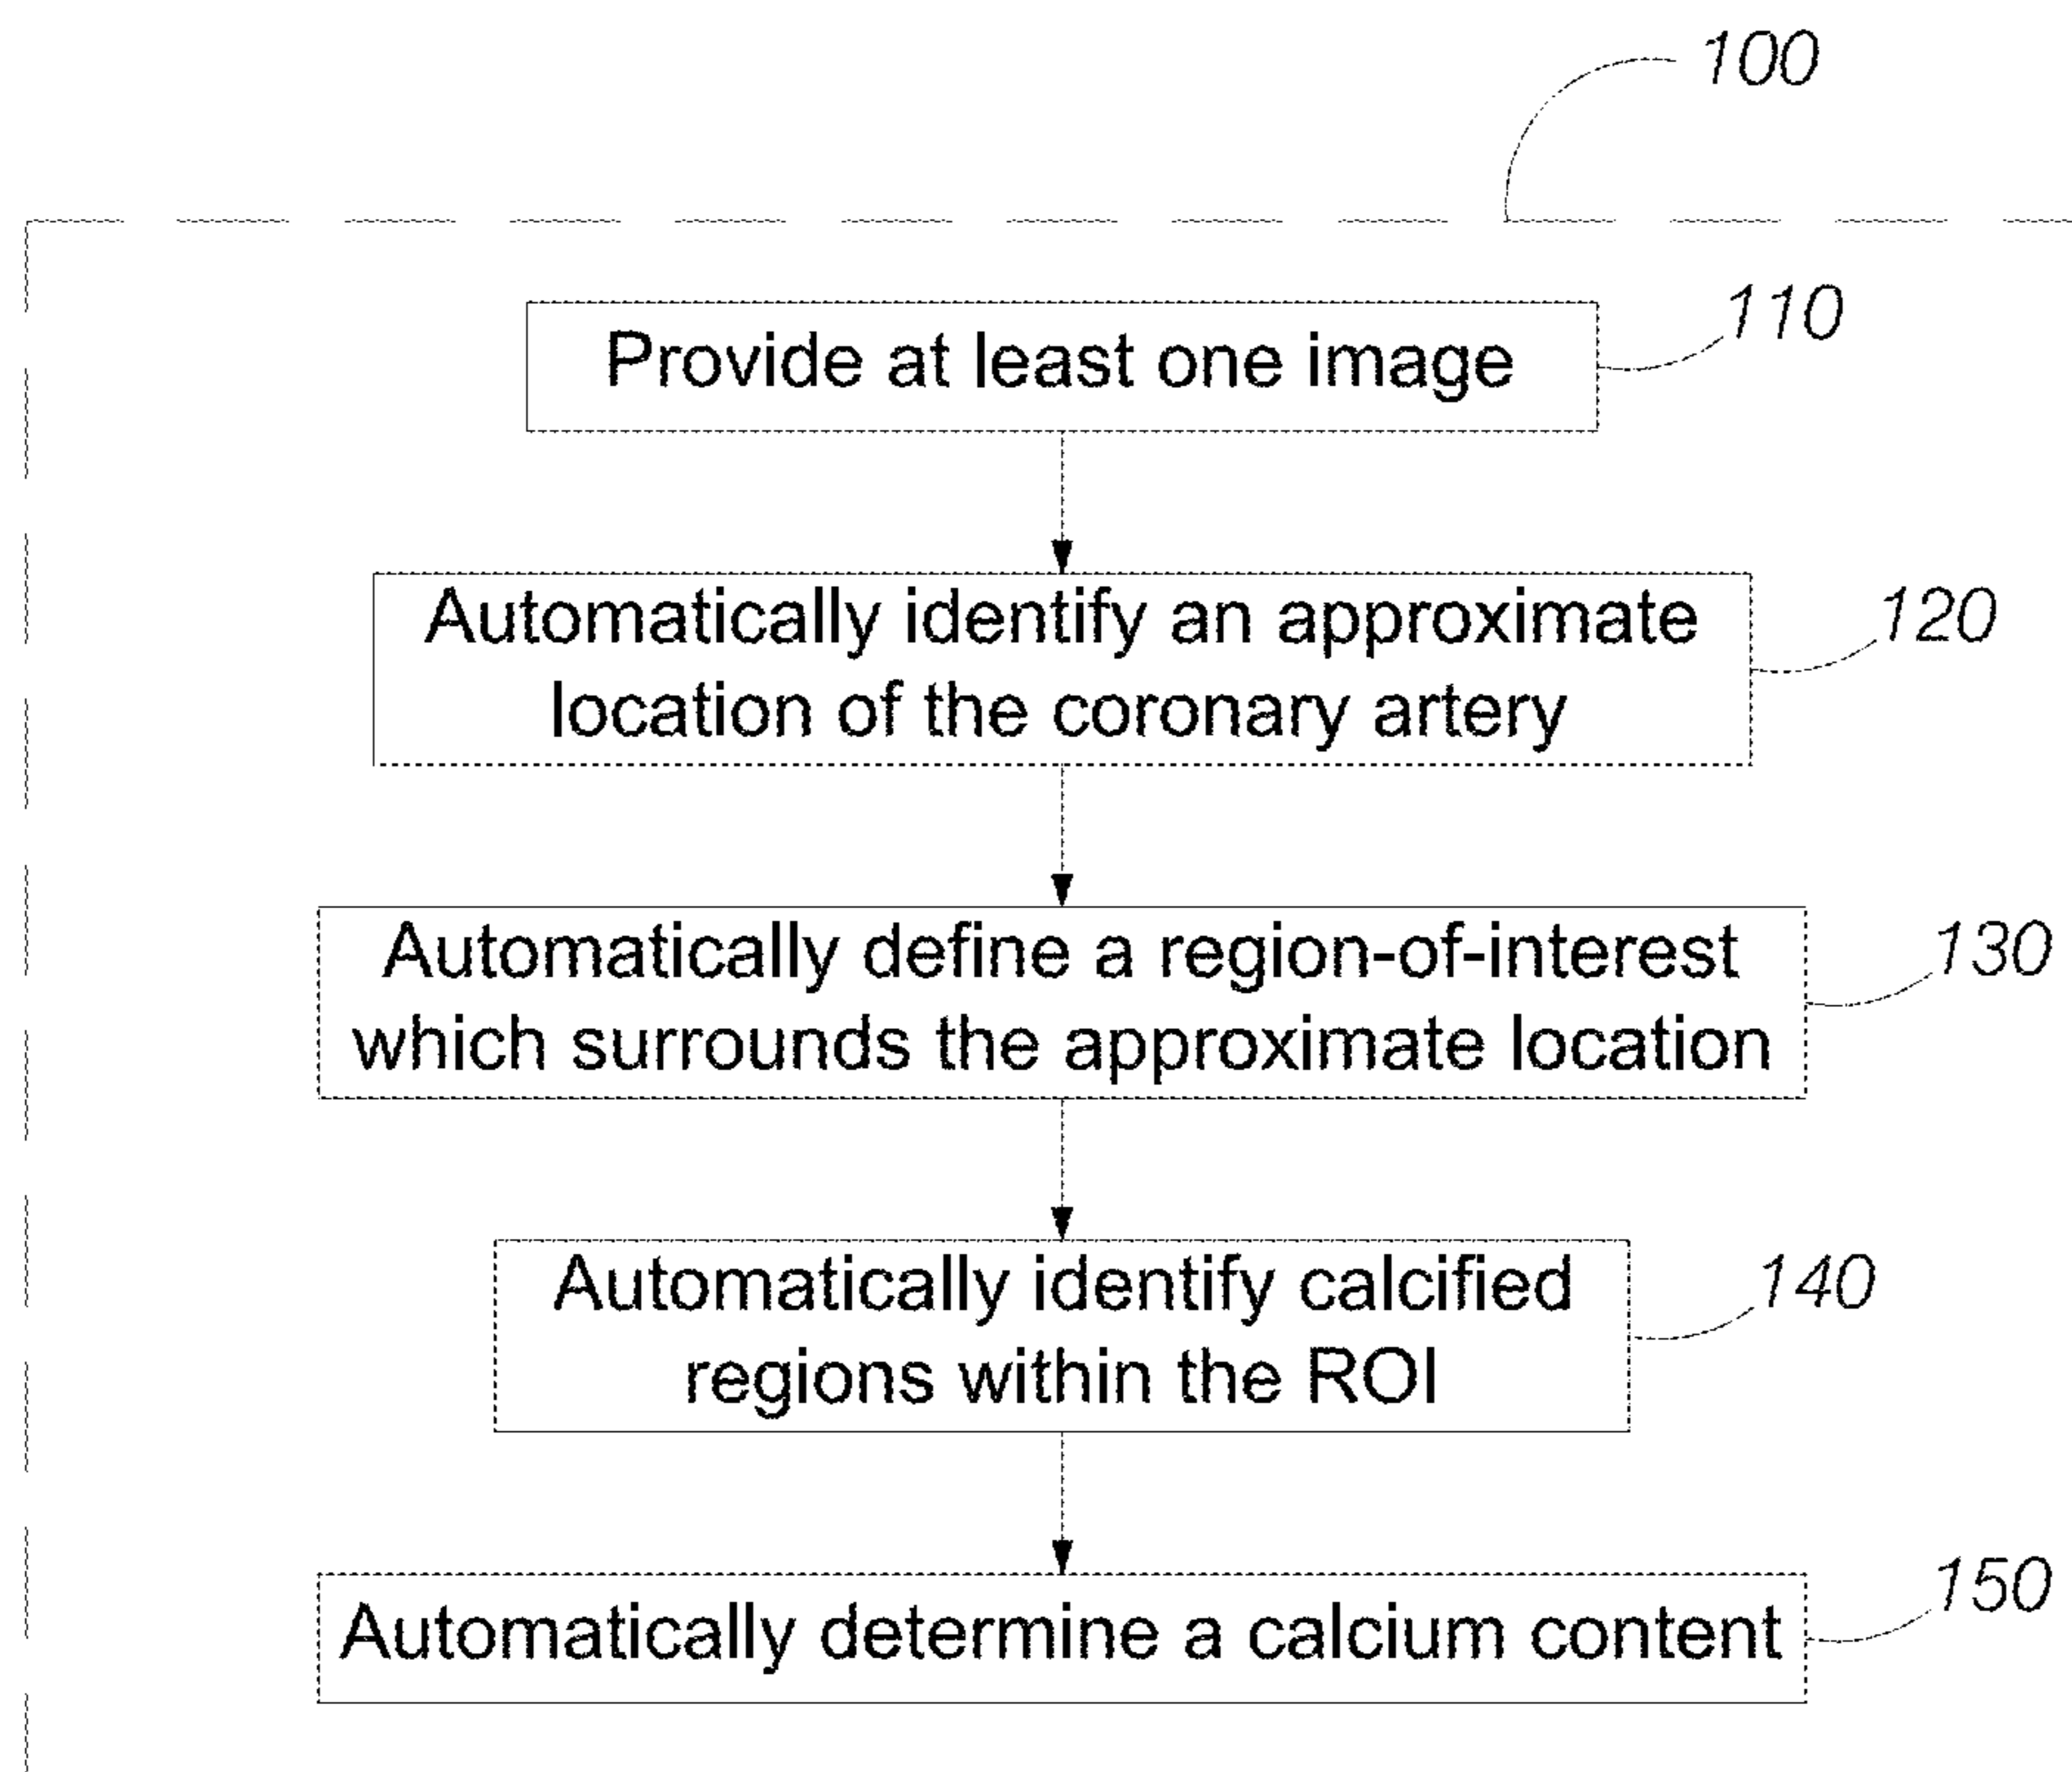 100
Provide at least one image
110
Automatically identify an approximate
location of the coronary artery
120
Automatically define a region-of-interest
which surrounds the approximate location
130
Automatically identify calcified
regions within the ROI
140
Automatically determine a calcium content
150